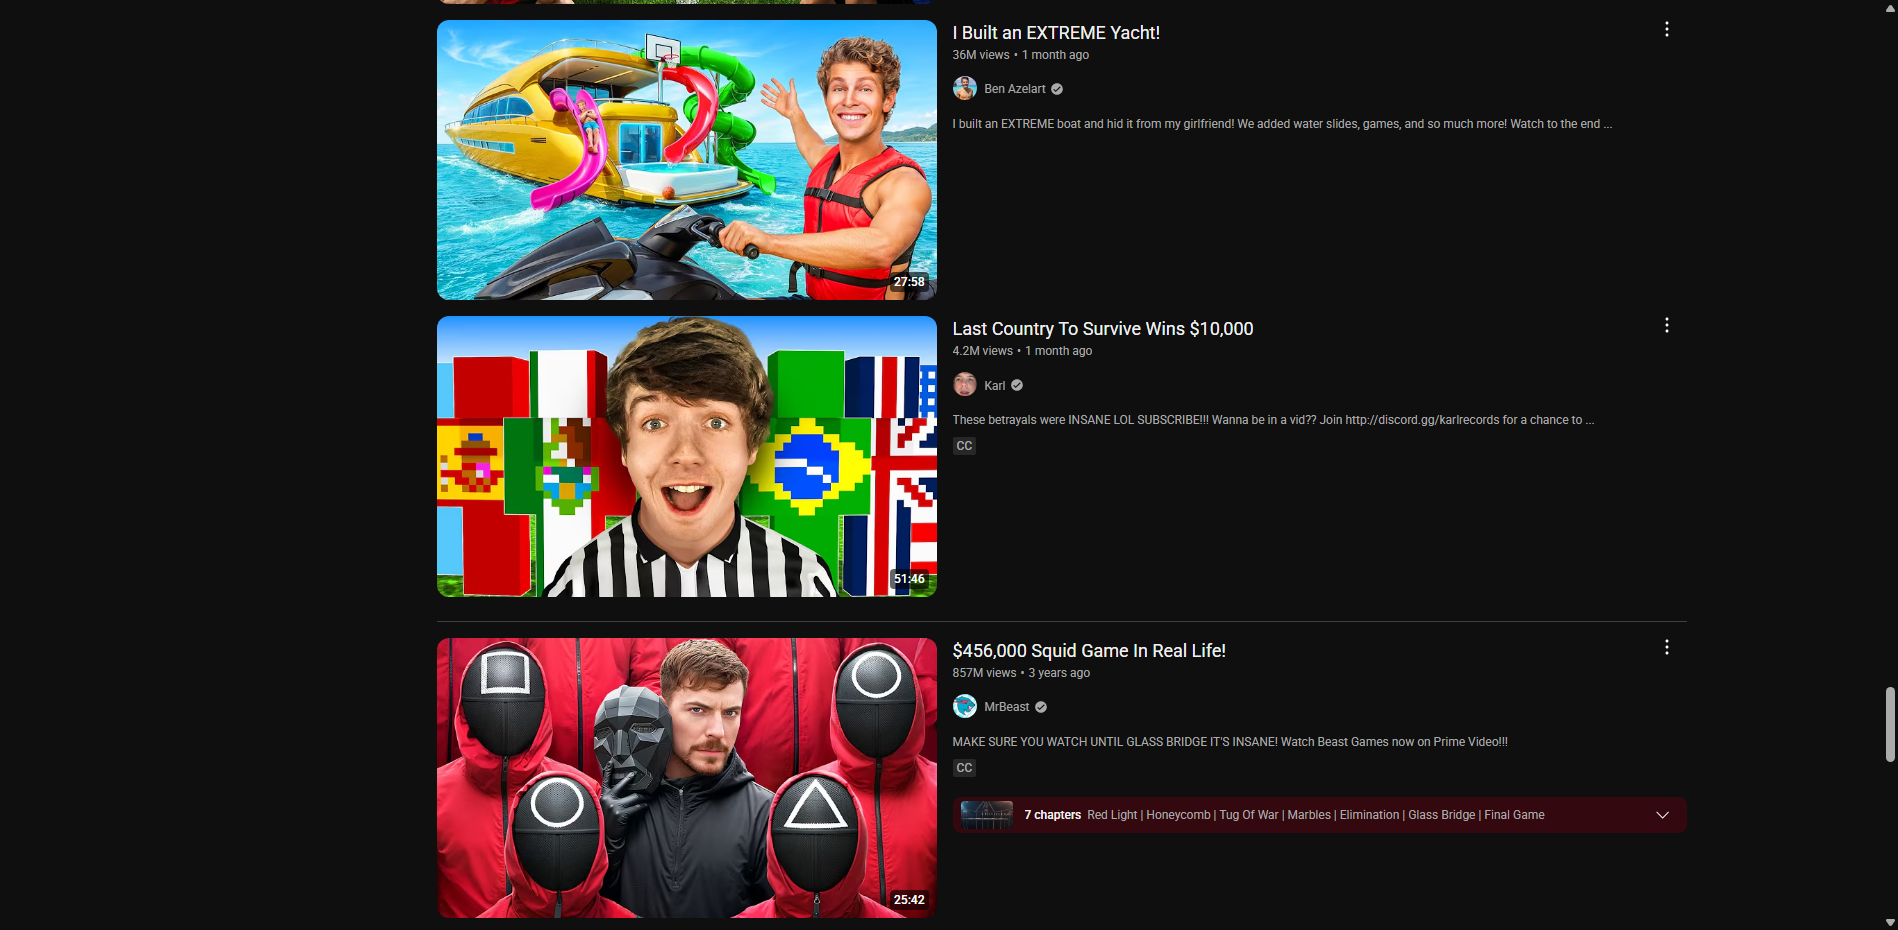 I Built an EXTREME Yacht!
36M views • 1 month ago
Ben Azelart
I built an EXTREME boat and hid it from my girlfriend! We added water slides, games, and so much more! Watch to the end ...
27:58
Last Country To Survive Wins $10,000
4.2M views • 1 month ago
Karl
These betrayals were INSANE LOL SUBSCRIBE!!! Wanna be in a vid?? Join http://discord.gg/karlrecords for a chance to ...
CC
51:46
$456,000 Squid Game In Real Life!
857M views • 3 years ago
MrBeast
MAKE SURE YOU WATCH UNTIL GLASS BRIDGE IT'S INSANE! Watch Beast Games now on Prime Video!!!
CC
7 chapters Red Light | Honeycomb | Tug Of War | Marbles | Elimination | Glass Bridge | Final Game
25:42